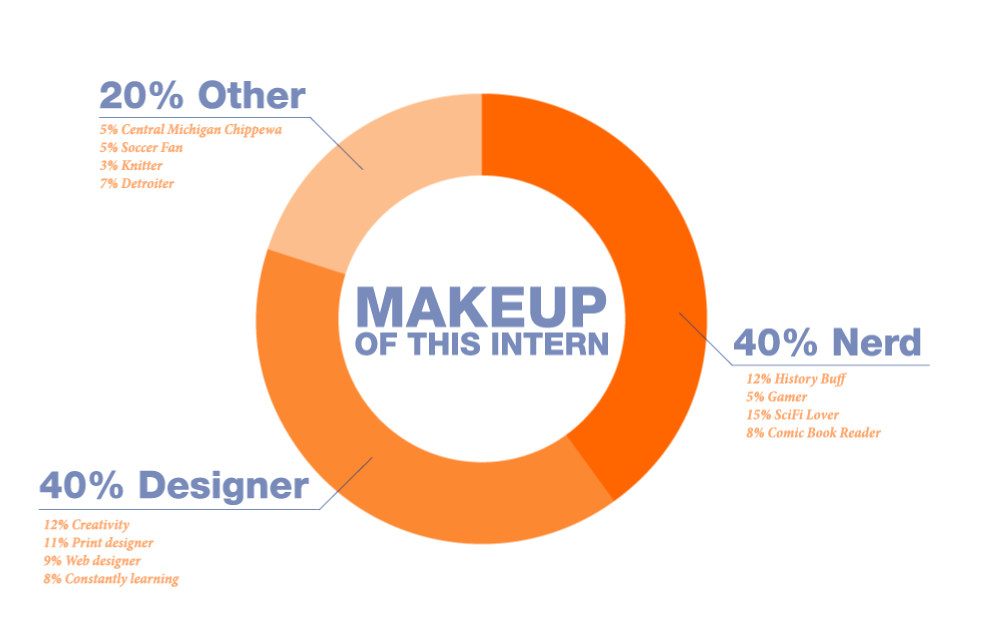 20% Other
5% Central Michigan Chippewa
5% Soccer Fan
3% Knitter
7% Detroiter
MAKEUP
OF THIS INTERN
40% Nerd
12% History Buff
5% Gamer
15% SciFi Lover
8% Comic Book Reader
40% Designer
12% Creativity
11% Print designer
9% Web designer
8% Constantly learning